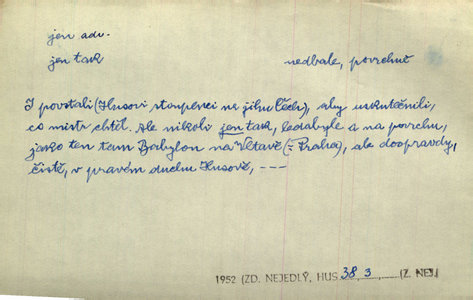 jen adv.
jen tak nedbale, povrchně
I povstali (Husovi stoupenci na jihu Čech), aby uskutečnili,
co mistr chtěl. Ale nikoli jen tak, ledabyle a na povrchu,
jako ten tam Babylon na Vltavě (= Praha), ale doopravdy,
čistě, v pravém duchu Husově, ---
1952 (ZD. NEJEDLÝ, HUS 38, 3 (Z. NEJ.)